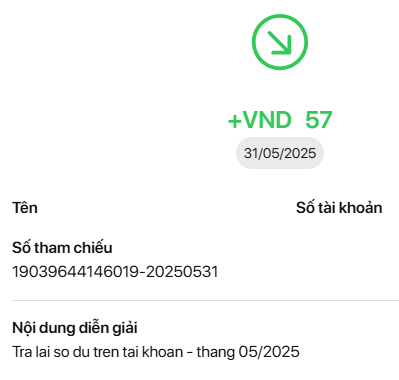 +VND 57
31/05/2025
Tên Số tài khoản
Số tham chiếu
19039644146019-20250531
Nội dung diễn giải
Tra lai so du tren tai khoan - thang 05/2025